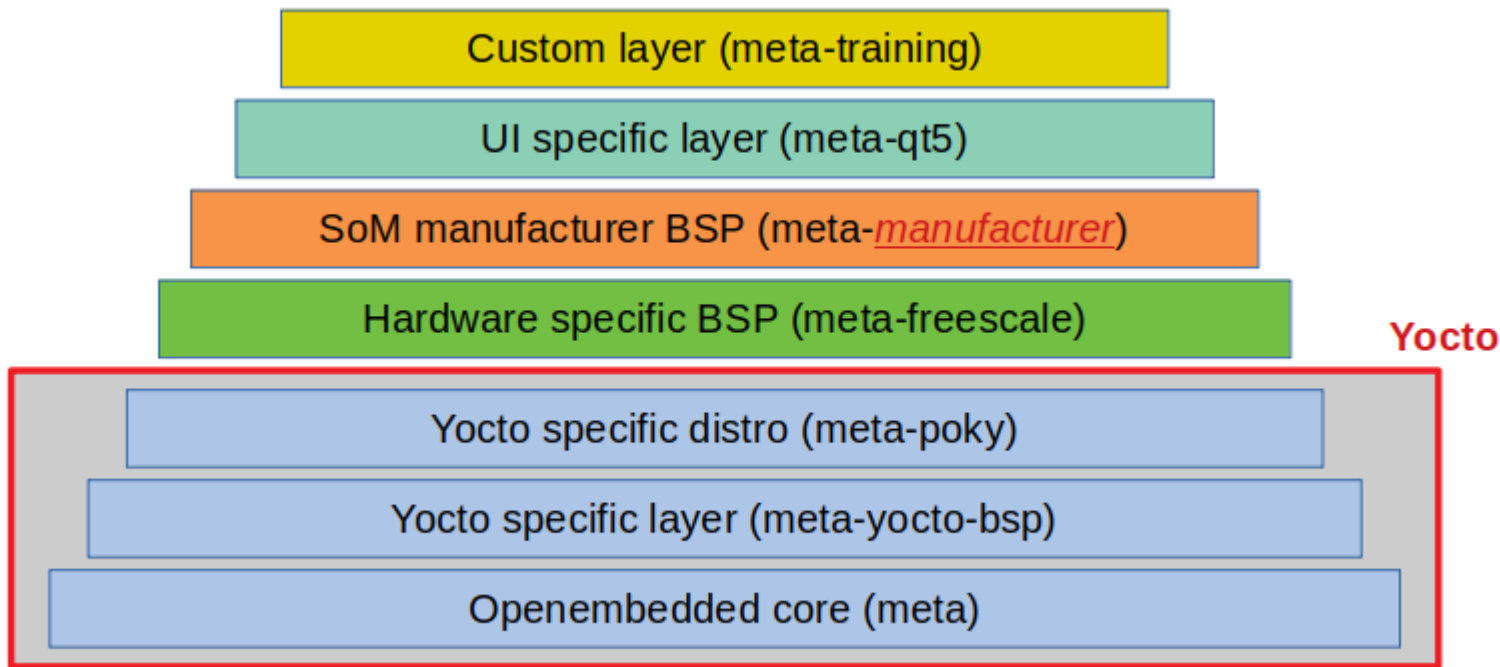 Custom layer (meta-training)
UI specific layer (meta-qt5)
SoM manufacturer BSP (meta-manufacturer)
Hardware specific BSP (meta-freescale)
Yocto
Yocto specific distro (meta-poky)
Yocto specific layer (meta-yocto-bsp)
Openembedded core (meta)